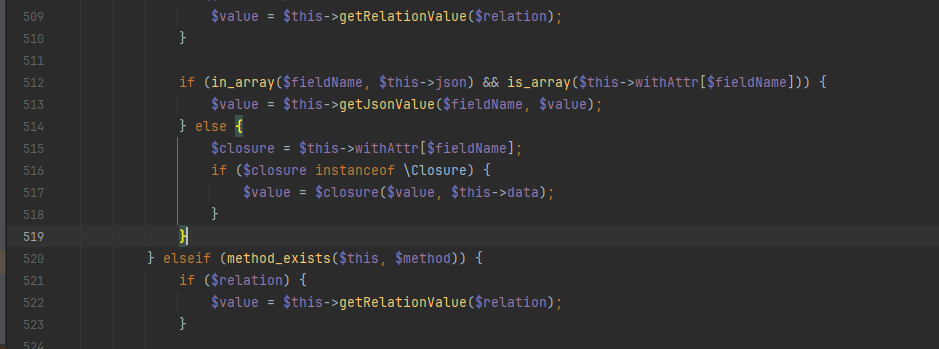 509 $value = $this->getRelationValue($relation);
510 }
511
512 if (in_array($fieldName, $this->json) && is_array($this->withAttr[$fieldName])) {
513 $value = $this->getJsonValue($fieldName, $value);
514 } else {
515 $closure = $this->withAttr[$fieldName];
516 if ($closure instanceof \Closure) {
517 $value = $closure($value, $this->data);
518 }
519 }
520 } elseif (method_exists($this, $method)) {
521 if ($relation) {
522 $value = $this->getRelationValue($relation);
523 }
524